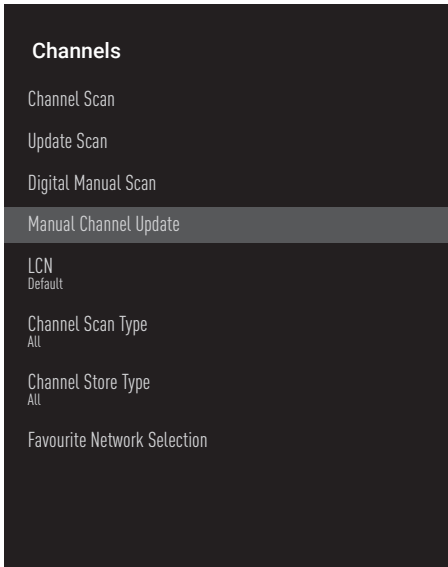 Channels
Channel Scan
Update Scan
Digital Manual Scan
Manual Channel Update
LCN
Default
Channel Scan Type
All
Channel Store Type
All
Favourite Network Selection